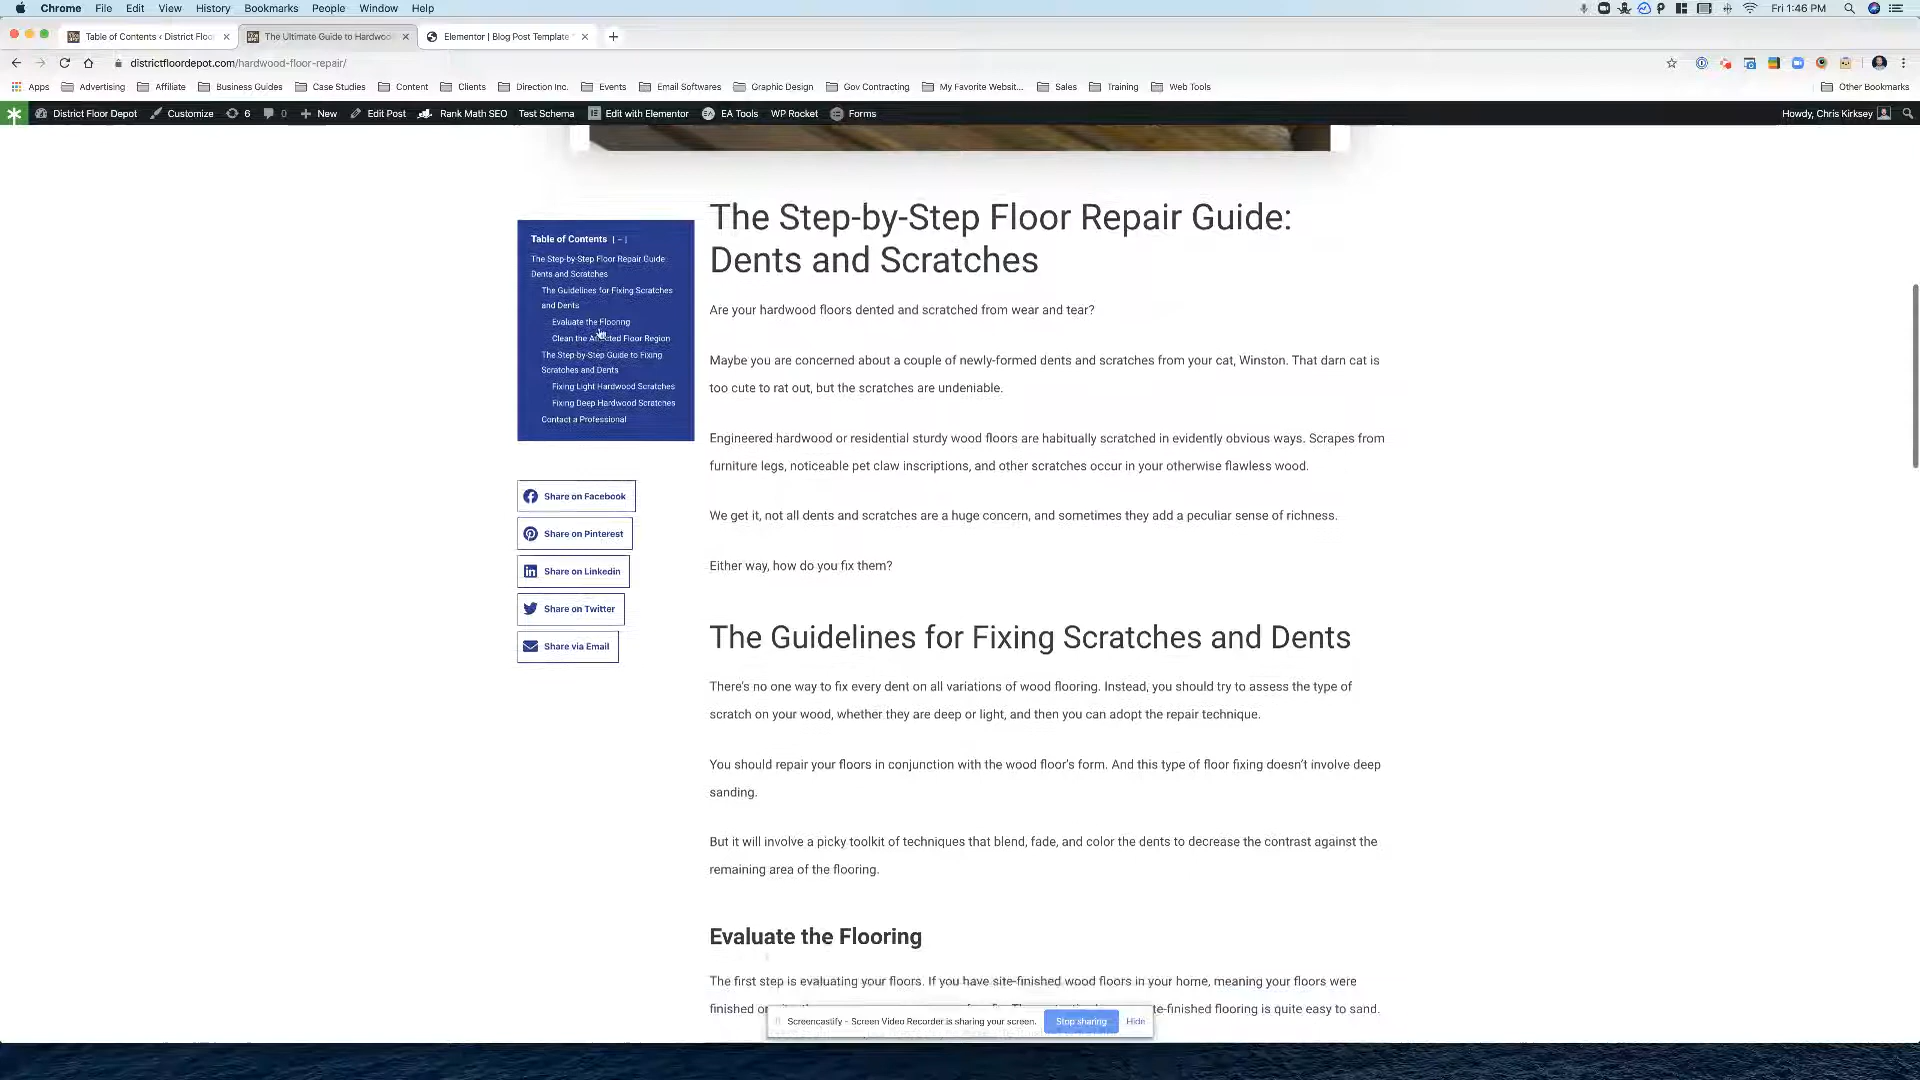 Chrome File Edit View History Bookmarks People Window Help Fri 1:46 PM
Table of Contents ‹ District Floo The Ultimate Guide to Hardwoo Elementor | Blog Post Template
districtfloordepot.com/hardwood-floor-repair/
Apps Advertising Affiliate Business Guides Case Studies Content Clients Direction Inc. Events Email Softwares Graphic Design Gov Contracting My Favorite Websit... Sales Training Web Tools Other Bookmarks
District Floor Depot Customize 6 0 New Edit Post Rank Math SEO Test Schema Edit with Elementor EA Tools WP Rocket Forms Howdy, Chris Kirksey
Table of Contents | – |
The Step-by-Step Floor Repair Guide:
Dents and Scratches
The Guidelines for Fixing Scratches
and Dents
Evaluate the Flooring
Clean the Affected Floor Region
The Step-by-Step Guide to Fixing
Scratches and Dents
Fixing Light Hardwood Scratches
Fixing Deep Hardwood Scratches
Contact a Professional
Share on Facebook
Share on Pinterest
Share on Linkedin
Share on Twitter
Share via Email
The Step-by-Step Floor Repair Guide:
Dents and Scratches
Are your hardwood floors dented and scratched from wear and tear?
Maybe you are concerned about a couple of newly-formed dents and scratches from your cat, Winston. That darn cat is
too cute to rat out, but the scratches are undeniable.
Engineered hardwood or residential sturdy wood floors are habitually scratched in evidently obvious ways. Scrapes from
furniture legs, noticeable pet claw inscriptions, and other scratches occur in your otherwise flawless wood.
We get it, not all dents and scratches are a huge concern, and sometimes they add a peculiar sense of richness.
Either way, how do you fix them?
The Guidelines for Fixing Scratches and Dents
There's no one way to fix every dent on all variations of wood flooring. Instead, you should try to assess the type of
scratch on your wood, whether they are deep or light, and then you can adopt the repair technique.
You should repair your floors in conjunction with the wood floor's form. And this type of floor fixing doesn't involve deep
sanding.
But it will involve a picky toolkit of techniques that blend, fade, and color the dents to decrease the contrast against the
remaining area of the flooring.
Evaluate the Flooring
The first step is evaluating your floors. If you have site-finished wood floors in your home, meaning your floors were
finished te-finished flooring is quite easy to sand.
Screencastify - Screen Video Recorder is sharing your screen. Stop sharing Hide